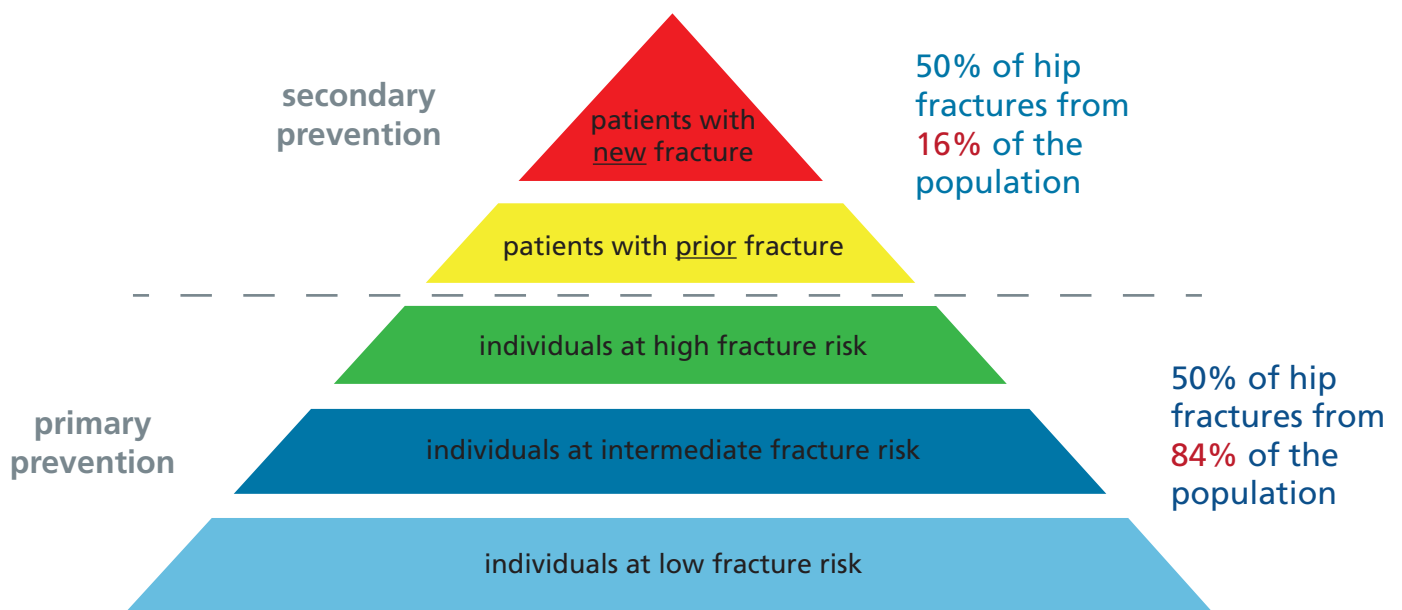 secondary
prevention
patients with
new fracture
50% of hip
fractures from
16% of the
population
patients with prior fracture
individuals at high fracture risk
primary
prevention
individuals at intermediate fracture risk
50% of hip
fractures from
84% of the
population
individuals at low fracture risk